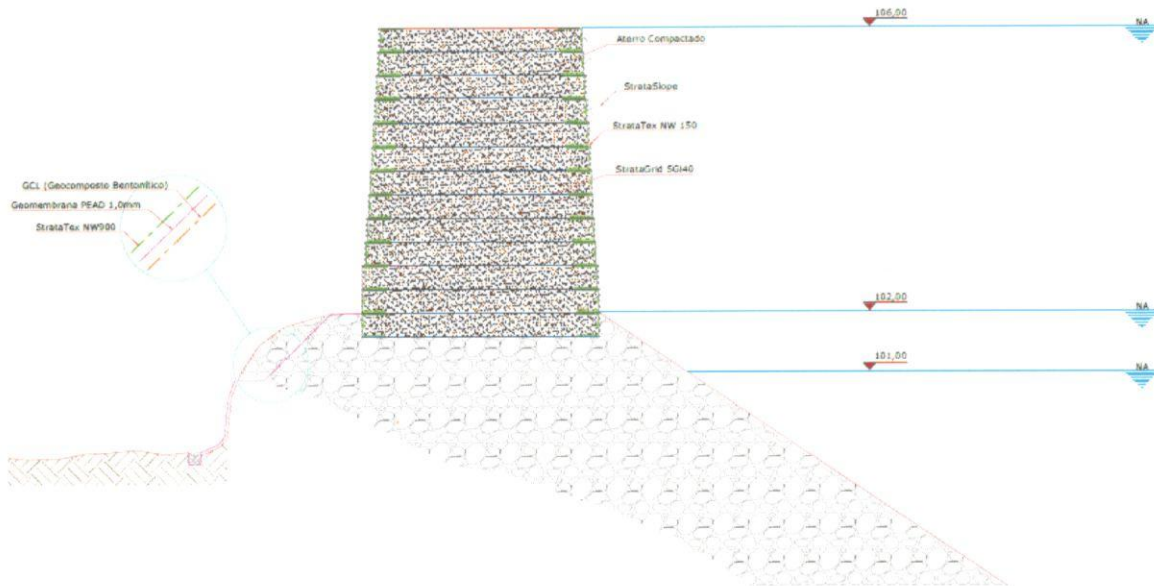 106,00
NA
Aterro Compactado
StrataSlope
StrataTex NW 150
StrataGrid SGi40
GCL (Geocomposto Bentonítico)
Geomembrana PEAD 1,0mm
StrataTex NW900
102,00
NA
101,00
NA